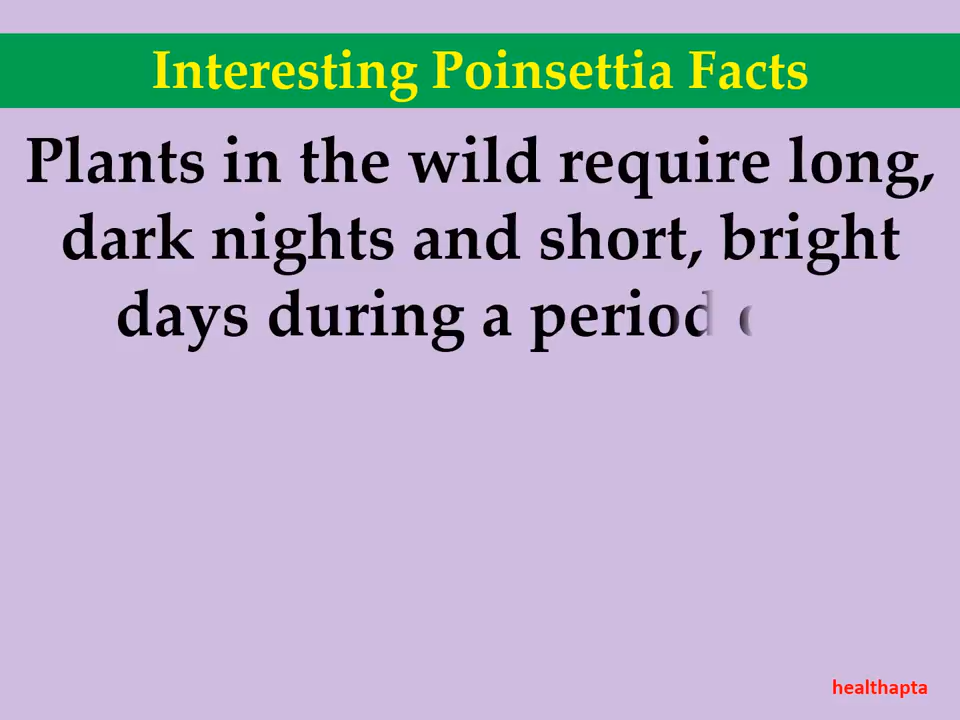 Interesting Poinsettia Facts
Plants in the wild require long,
dark nights and short, bright
days during a period
healthapta